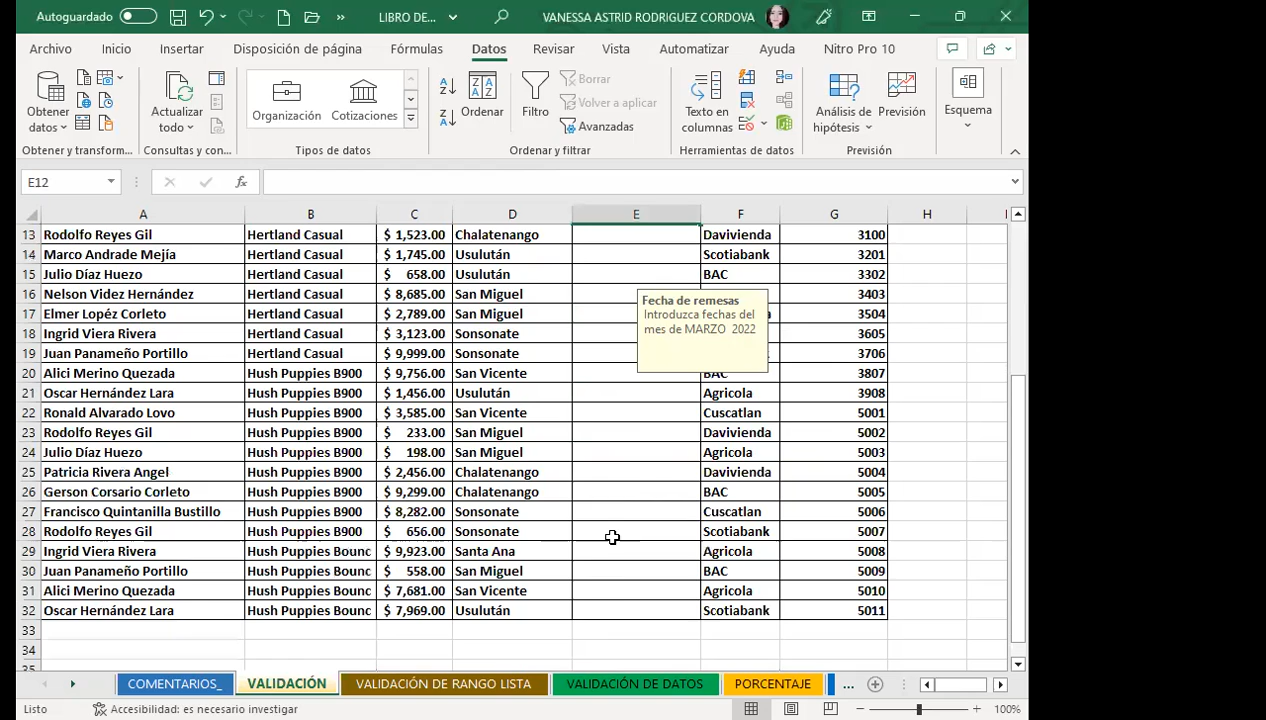 Autoguardado LIBRO DE... VANESSA ASTRID RODRIGUEZ CORDOVA
Archivo Inicio Insertar Disposición de página Fórmulas Datos Revisar Vista Automatizar Ayuda Nitro Pro 10
Obtener datos
Actualizar todo
Organización Cotizaciones
Ordenar
Filtro
Borrar
Volver a aplicar
Avanzadas
Texto en columnas
Análisis de hipótesis
Previsión
Esquema
Obtener y transform... Consultas y con... Tipos de datos Ordenar y filtrar Herramientas de datos Previsión
E12 fx
A B C D E F G H I
13 Rodolfo Reyes Gil Hertland Casual $ 1,523.00 Chalatenango Davivienda 3100
14 Marco Andrade Mejía Hertland Casual $ 1,745.00 Usulután Scotiabank 3201
15 Julio Díaz Huezo Hertland Casual $ 658.00 Usulután BAC 3302
16 Nelson Videz Hernández Hertland Casual $ 8,685.00 San Miguel 3403
17 Elmer Lopéz Corleto Hertland Casual $ 2,789.00 San Miguel 3504
18 Ingrid Viera Rivera Hertland Casual $ 3,123.00 Sonsonate 3605
19 Juan Panameño Portillo Hertland Casual $ 9,999.00 Sonsonate 3706
Fecha de remesas
Introduzca fechas del
mes de MARZO 2022
20 Alici Merino Quezada Hush Puppies B900 $ 9,756.00 San Vicente BAC 3807
21 Oscar Hernández Lara Hush Puppies B900 $ 1,456.00 Usulután Agricola 3908
22 Ronald Alvarado Lovo Hush Puppies B900 $ 3,585.00 San Vicente Cuscatlan 5001
23 Rodolfo Reyes Gil Hush Puppies B900 $ 233.00 San Miguel Davivienda 5002
24 Julio Díaz Huezo Hush Puppies B900 $ 198.00 San Miguel Agricola 5003
25 Patricia Rivera Angel Hush Puppies B900 $ 2,456.00 Chalatenango Davivienda 5004
26 Gerson Corsario Corleto Hush Puppies B900 $ 9,299.00 Chalatenango BAC 5005
27 Francisco Quintanilla Bustillo Hush Puppies B900 $ 8,282.00 Sonsonate Cuscatlan 5006
28 Rodolfo Reyes Gil Hush Puppies B900 $ 656.00 Sonsonate Scotiabank 5007
29 Ingrid Viera Rivera Hush Puppies Bounc $ 9,923.00 Santa Ana Agricola 5008
30 Juan Panameño Portillo Hush Puppies Bounc $ 558.00 San Miguel BAC 5009
31 Alici Merino Quezada Hush Puppies Bounc $ 7,681.00 San Vicente Agricola 5010
32 Oscar Hernández Lara Hush Puppies Bounc $ 7,969.00 Usulután Scotiabank 5011
33
34
35
COMENTARIOS_ VALIDACIÓN VALIDACIÓN DE RANGO LISTA VALIDACIÓN DE DATOS PORCENTAJE ...
Listo Accesibilidad: es necesario investigar 100%